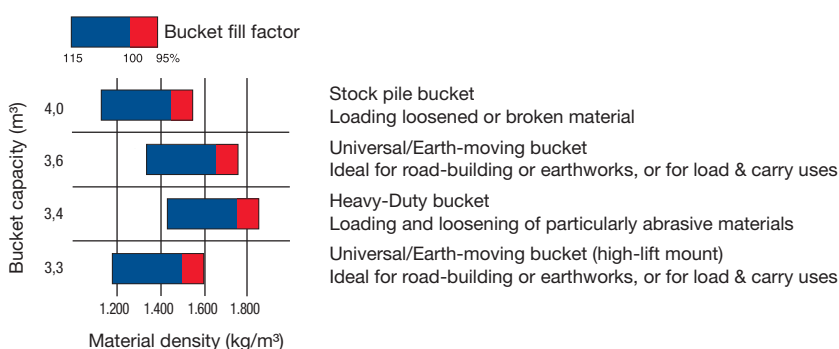 Bucket fill factor
115 100 95%
Bucket capacity (m³)
4,0
Stock pile bucket
Loading loosened or broken material
3,6
Universal/Earth-moving bucket
Ideal for road-building or earthworks, or for load & carry uses
3,4
Heavy-Duty bucket
Loading and loosening of particularly abrasive materials
3,3
Universal/Earth-moving bucket (high-lift mount)
Ideal for road-building or earthworks, or for load & carry uses
1.200 1.400 1.600 1.800
Material density (kg/m³)